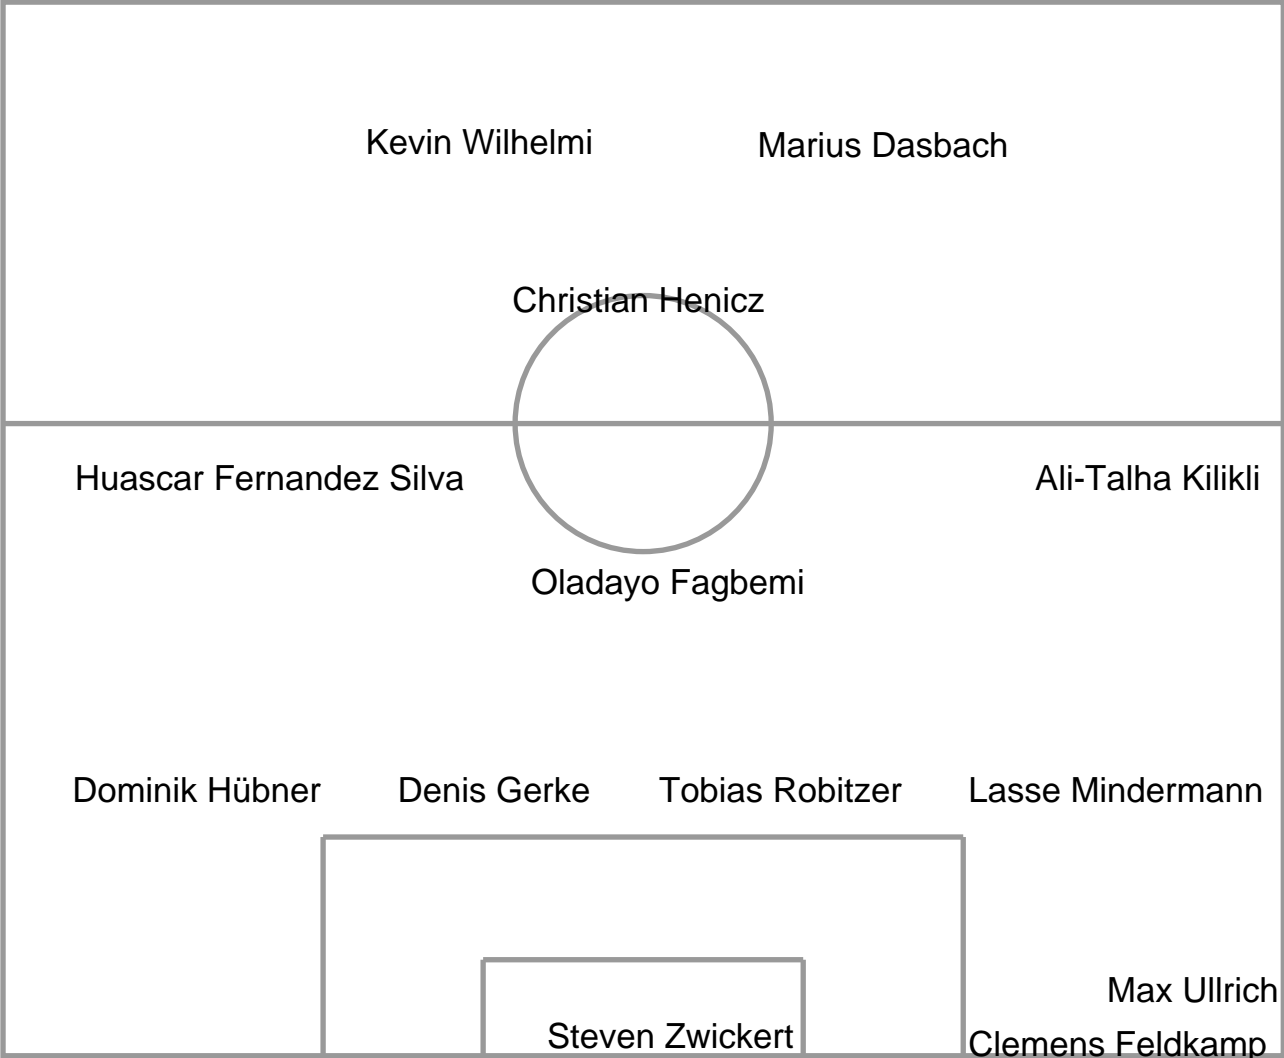 Kevin Wilhelmi
Marius Dasbach
Christian Henicz
Huascar Fernandez Silva
Ali-Talha Kilikli
Oladayo Fagbemi
Dominik Hübner
Denis Gerke
Tobias Robitzer
Lasse Mindermann
Max Ullrich
Steven Zwickert
Clemens Feldkamp